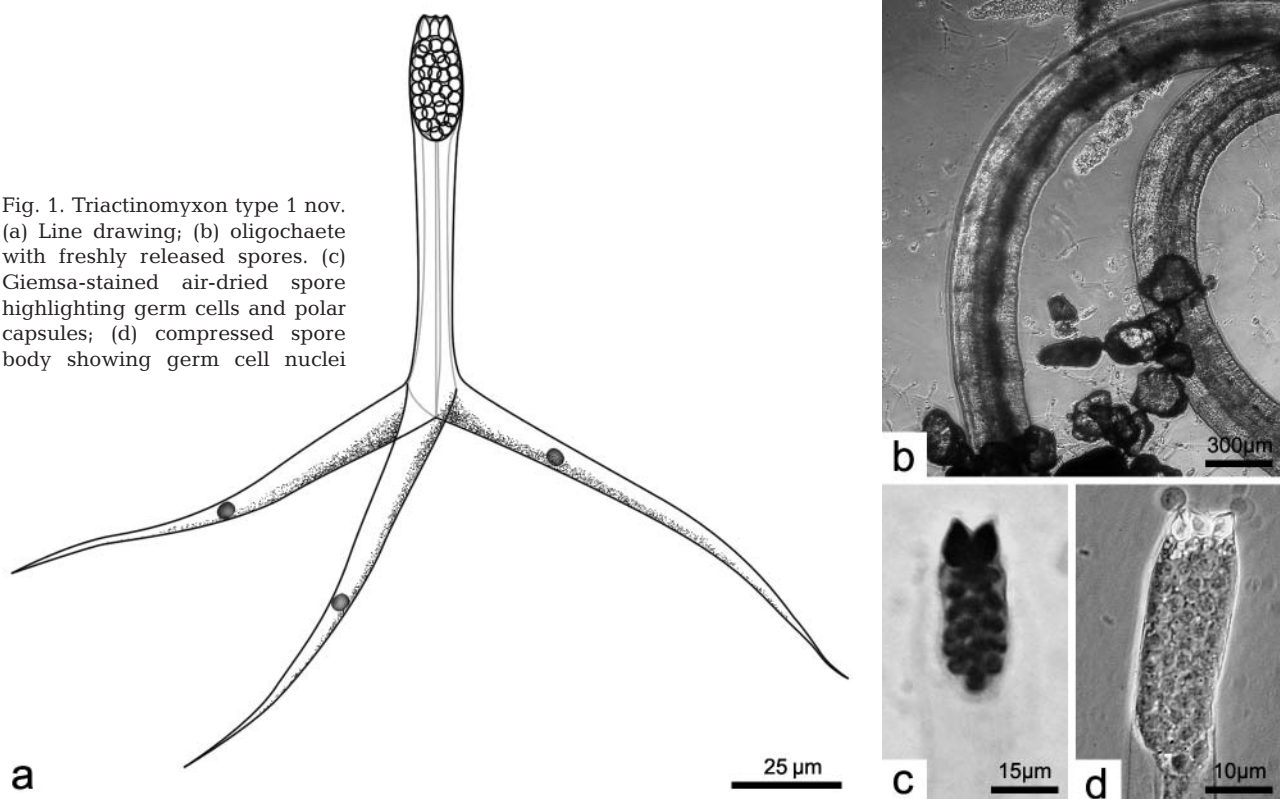 Fig. 1. Triactinomyxon type 1 nov.
(a) Line drawing; (b) oligochaete
with freshly released spores. (c)
Giemsa-stained air-dried spore
highlighting germ cells and polar
capsules; (d) compressed spore
body showing germ cell nuclei
a
25 µm
b
300µm
c
15µm
d
10µm